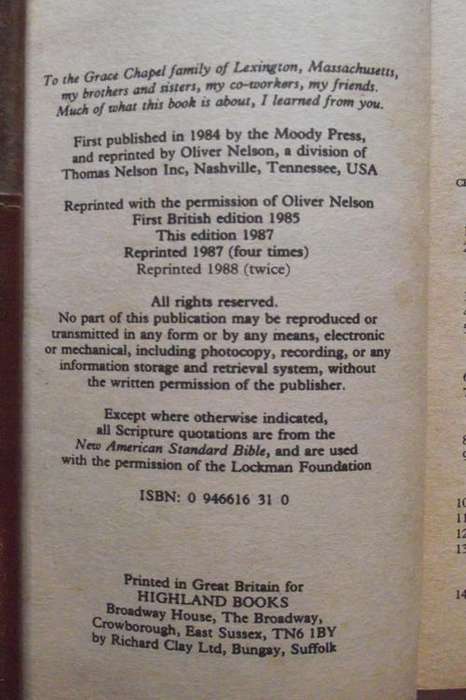 To the Grace Chapel family of Lexington, Massachusetts,
my brothers and sisters, my co-workers, my friends.
Much of what this book is about, I learned from you.
First published in 1984 by the Moody Press,
and reprinted by Oliver Nelson, a division of
Thomas Nelson Inc, Nashville, Tennessee, USA
Reprinted with the permission of Oliver Nelson
First British edition 1985
This edition 1987
Reprinted 1987 (four times)
Reprinted 1988 (twice)
All rights reserved.
No part of this publication may be reproduced or
transmitted in any form or by any means, electronic
or mechanical, including photocopy, recording, or any
information storage and retrieval system, without
the written permission of the publisher.
Except where otherwise indicated,
all Scripture quotations are from the
New American Standard Bible, and are used
with the permission of the Lockman Foundation
ISBN: 0 946616 31 0
Printed in Great Britain for
HIGHLAND BOOKS
Broadway House, The Broadway,
Crowborough, East Sussex, TN6 1BY
by Richard Clay Ltd, Bungay, Suffolk
8
9
10
11
12
13
14